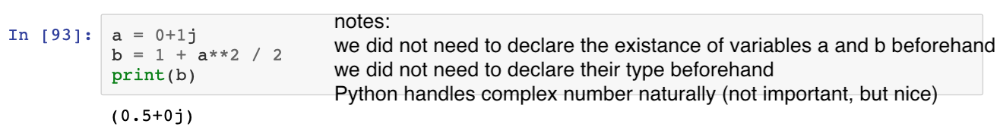 notes:
In [93]: a = 0+1j
we did not need to declare the existance of variables a and b beforehand
b = 1 + a**2 / 2
we did not need to declare their type beforehand
print(b)
Python handles complex number naturally (not important, but nice)
(0.5+0j)